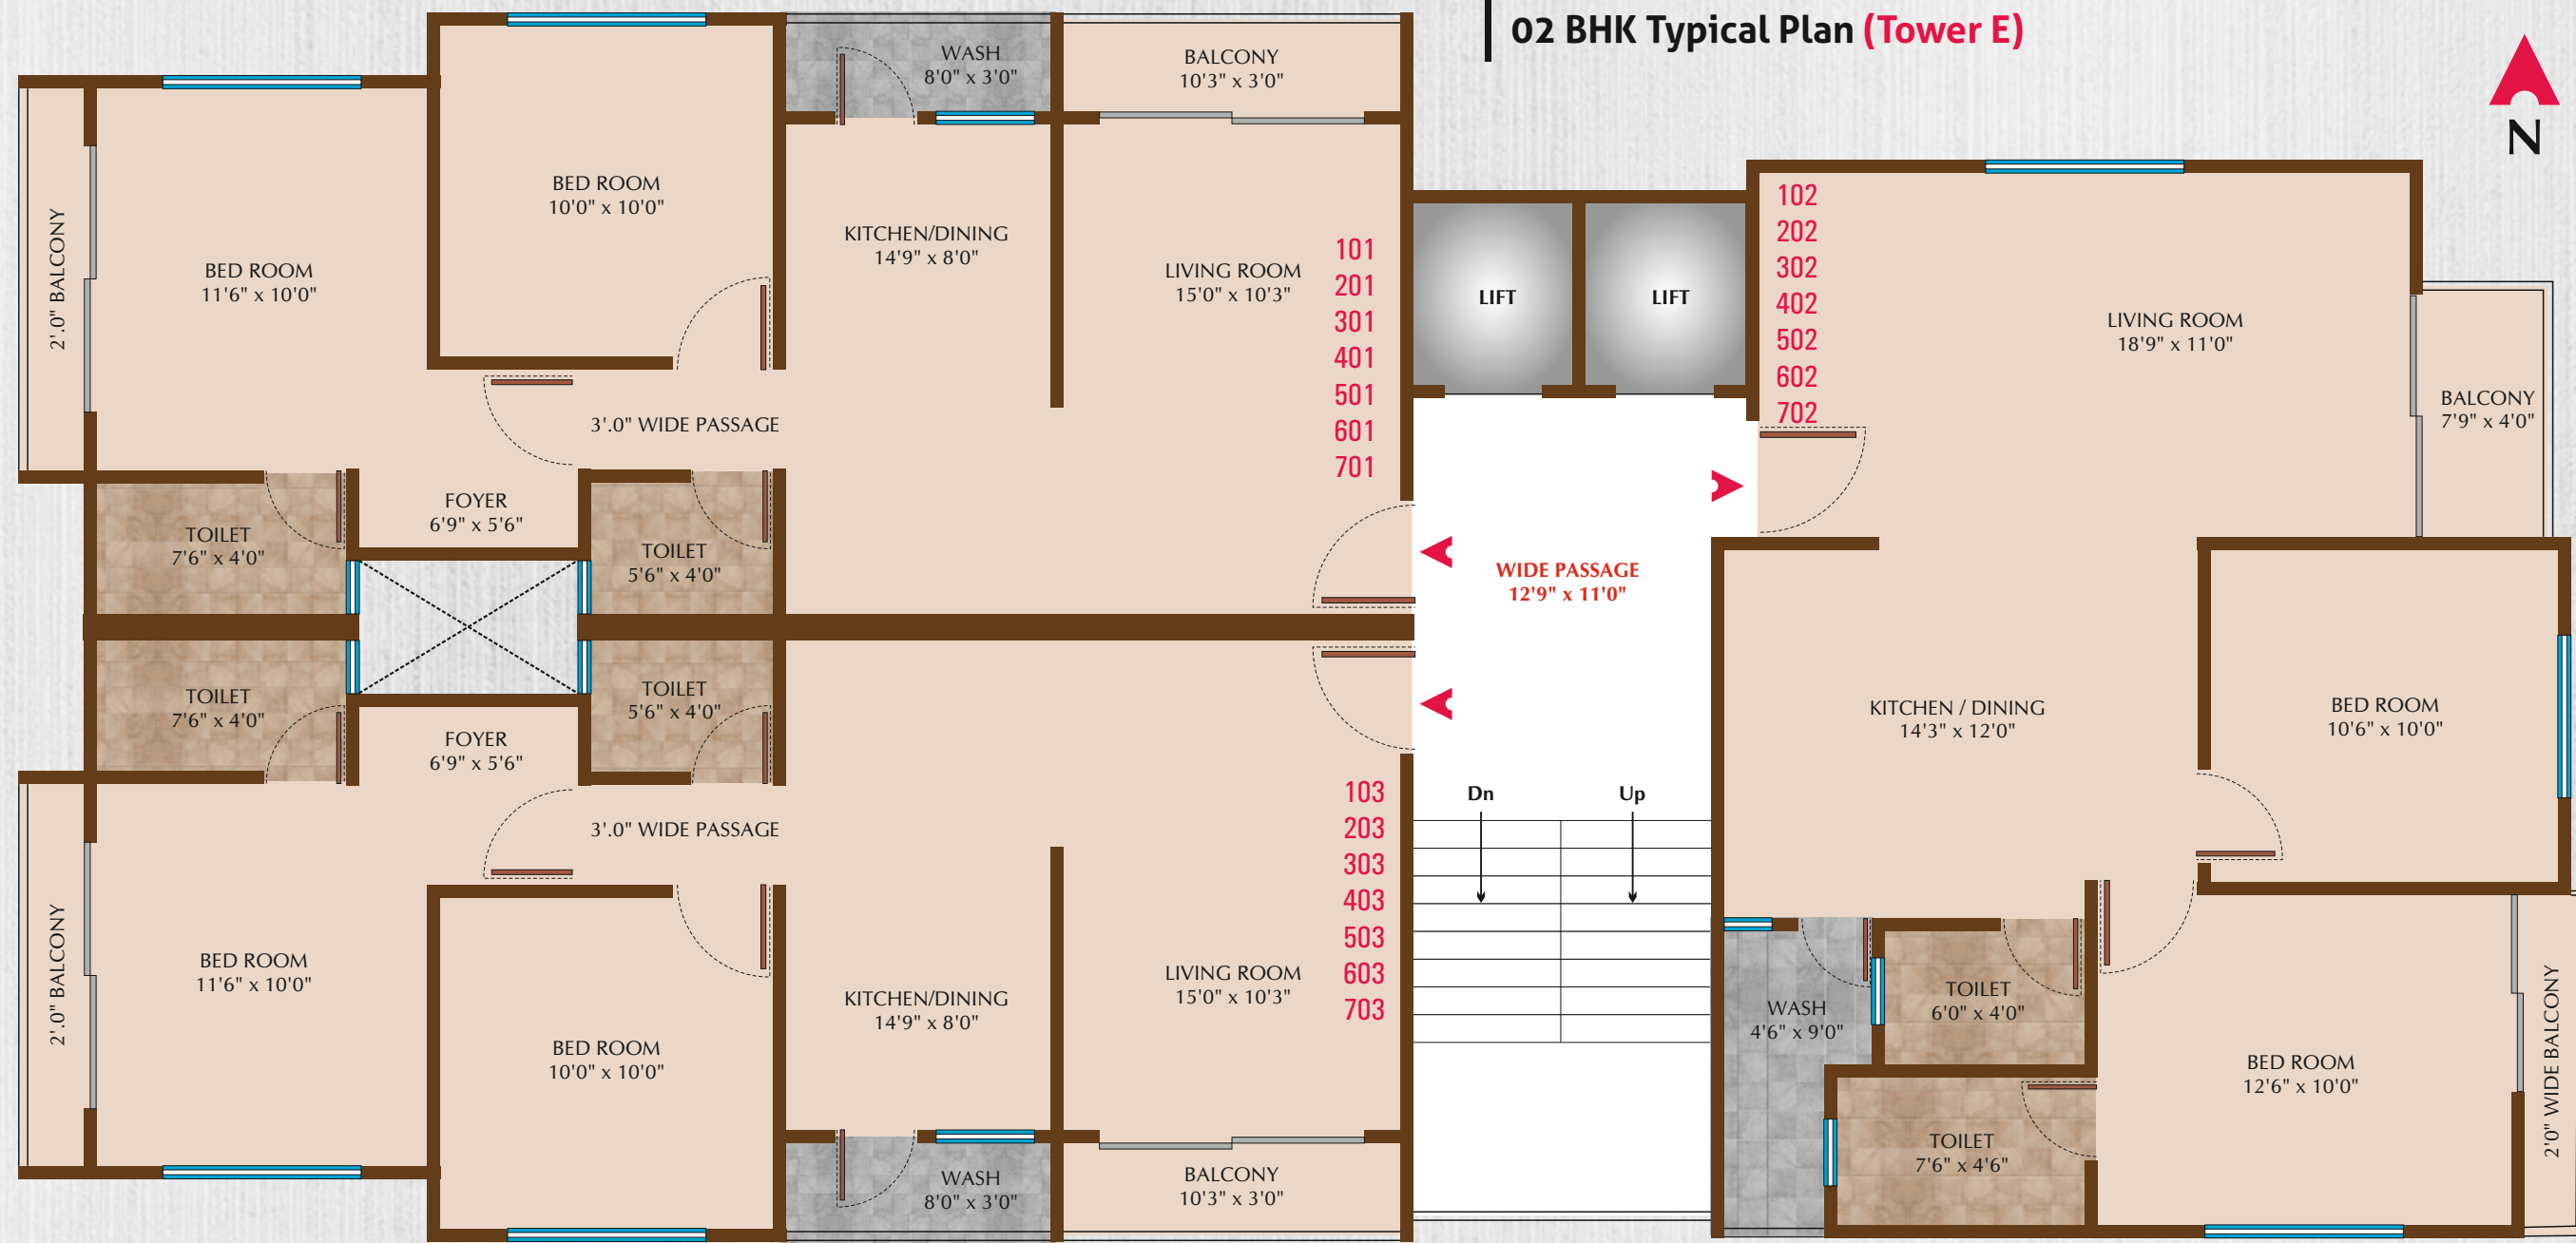 02 BHK Typical Plan (Tower E)
N
WASH
8'0" x 3'0"
BALCONY
10'3" x 3'0"
BED ROOM
10'0" x 10'0"
2'.0" BALCONY
BED ROOM
11'6" x 10'0"
KITCHEN/DINING
14'9" x 8'0"
LIVING ROOM
15'0" x 10'3"
101
201
301
401
501
601
701
LIFT
LIFT
102
202
302
402
502
602
702
LIVING ROOM
18'9" x 11'0"
BALCONY
7'9" x 4'0"
3'.0" WIDE PASSAGE
FOYER
6'9" x 5'6"
TOILET
7'6" x 4'0"
TOILET
5'6" x 4'0"
WIDE PASSAGE
12'9" x 11'0"
TOILET
7'6" x 4'0"
TOILET
5'6" x 4'0"
FOYER
6'9" x 5'6"
3'.0" WIDE PASSAGE
KITCHEN / DINING
14'3" x 12'0"
BED ROOM
10'6" x 10'0"
103
203
303
403
503
603
703
Dn
Up
2'.0" BALCONY
BED ROOM
11'6" x 10'0"
BED ROOM
10'0" x 10'0"
KITCHEN/DINING
14'9" x 8'0"
LIVING ROOM
15'0" x 10'3"
WASH
4'6" x 9'0"
TOILET
6'0" x 4'0"
BED ROOM
12'6" x 10'0"
2'0" WIDE BALCONY
TOILET
7'6" x 4'6"
WASH
8'0" x 3'0"
BALCONY
10'3" x 3'0"